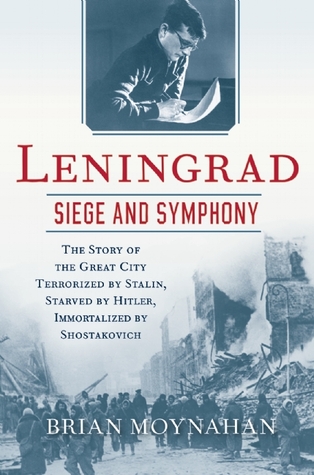 LENINGRAD
SIEGE AND SYMPHONY
THE STORY OF
THE GREAT CITY
TERRORIZED BY STALIN,
STARVED BY HITLER,
IMMORTALIZED BY
SHOSTAKOVICH
BRIAN MOYNAHAN